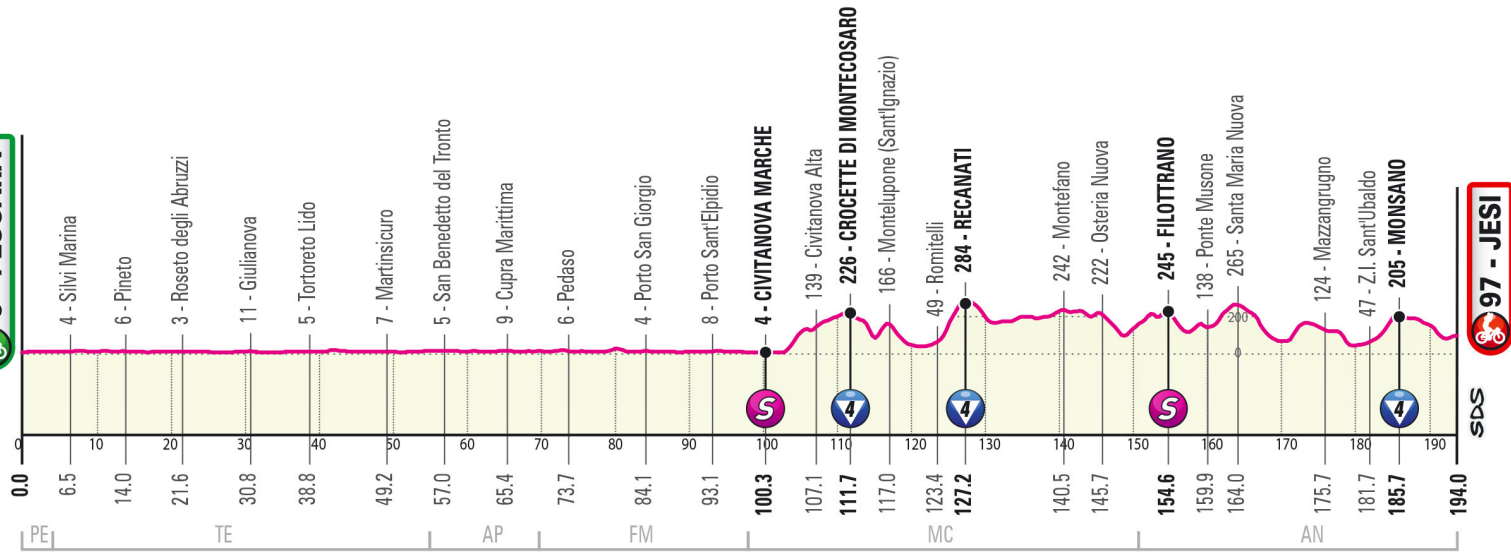 4 - Silvi Marina
6 - Pineto
3 - Roseto degli Abruzzi
11 - Giulianova
5 - Tortoreto Lido
7 - Martinsicuro
5 - San Benedetto del Tronto
9 - Cupra Marittima
6 - Pedaso
4 - Porto San Giorgio
8 - Porto Sant'Elpidio
4 - CIVITANOVA MARCHE
139 - Civitanova Alta
226 - CROCETTE DI MONTECOSARO
166 - Montelupone (Sant'Ignazio)
49 - Romitelli
284 - RECANATI
242 - Montefano
222 - Osteria Nuova
245 - FILOTTRANO
138 - Ponte Musone
265 - Santa Maria Nuova
124 - Mazzangrugno
47 - Z.I. Sant'Ubaldo
205 - MONSANO
97 - JESI
200
0
S
4
4
S
4
SDS
0 10 20 30 40 50 60 70 80 90 100 110 120 130 140 150 160 170 180 190
0.0 6.5 14.0 21.6 30.8 38.8 49.2 57.0 65.4 73.7 84.1 93.1 100.3 107.1 111.7 117.0 123.4 127.2 140.5 145.7 154.6 159.9 164.0 175.7 181.7 185.7 194.0
PE TE AP FM MC AN